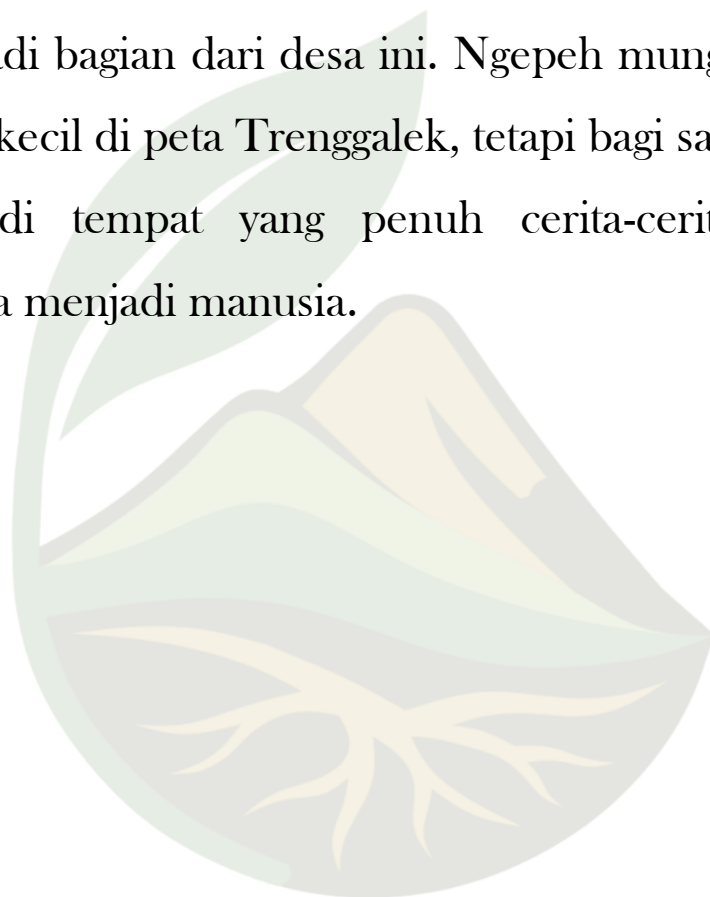 adi bagian dari desa ini. Ngepeh mung
kecil di peta Trenggalek, tetapi bagi sa
di tempat yang penuh cerita-cerit
a menjadi manusia.